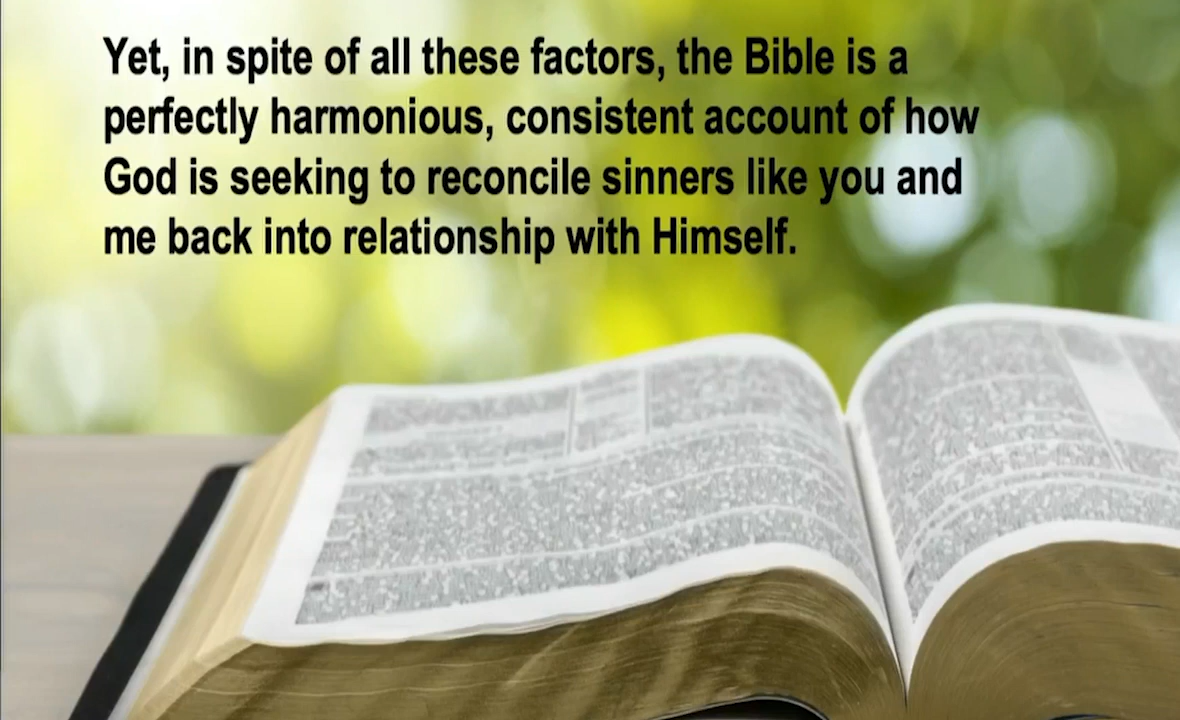 Yet, in spite of all these factors, the Bible is a
perfectly harmonious, consistent account of how
God is seeking to reconcile sinners like you and
me back into relationship with Himself.